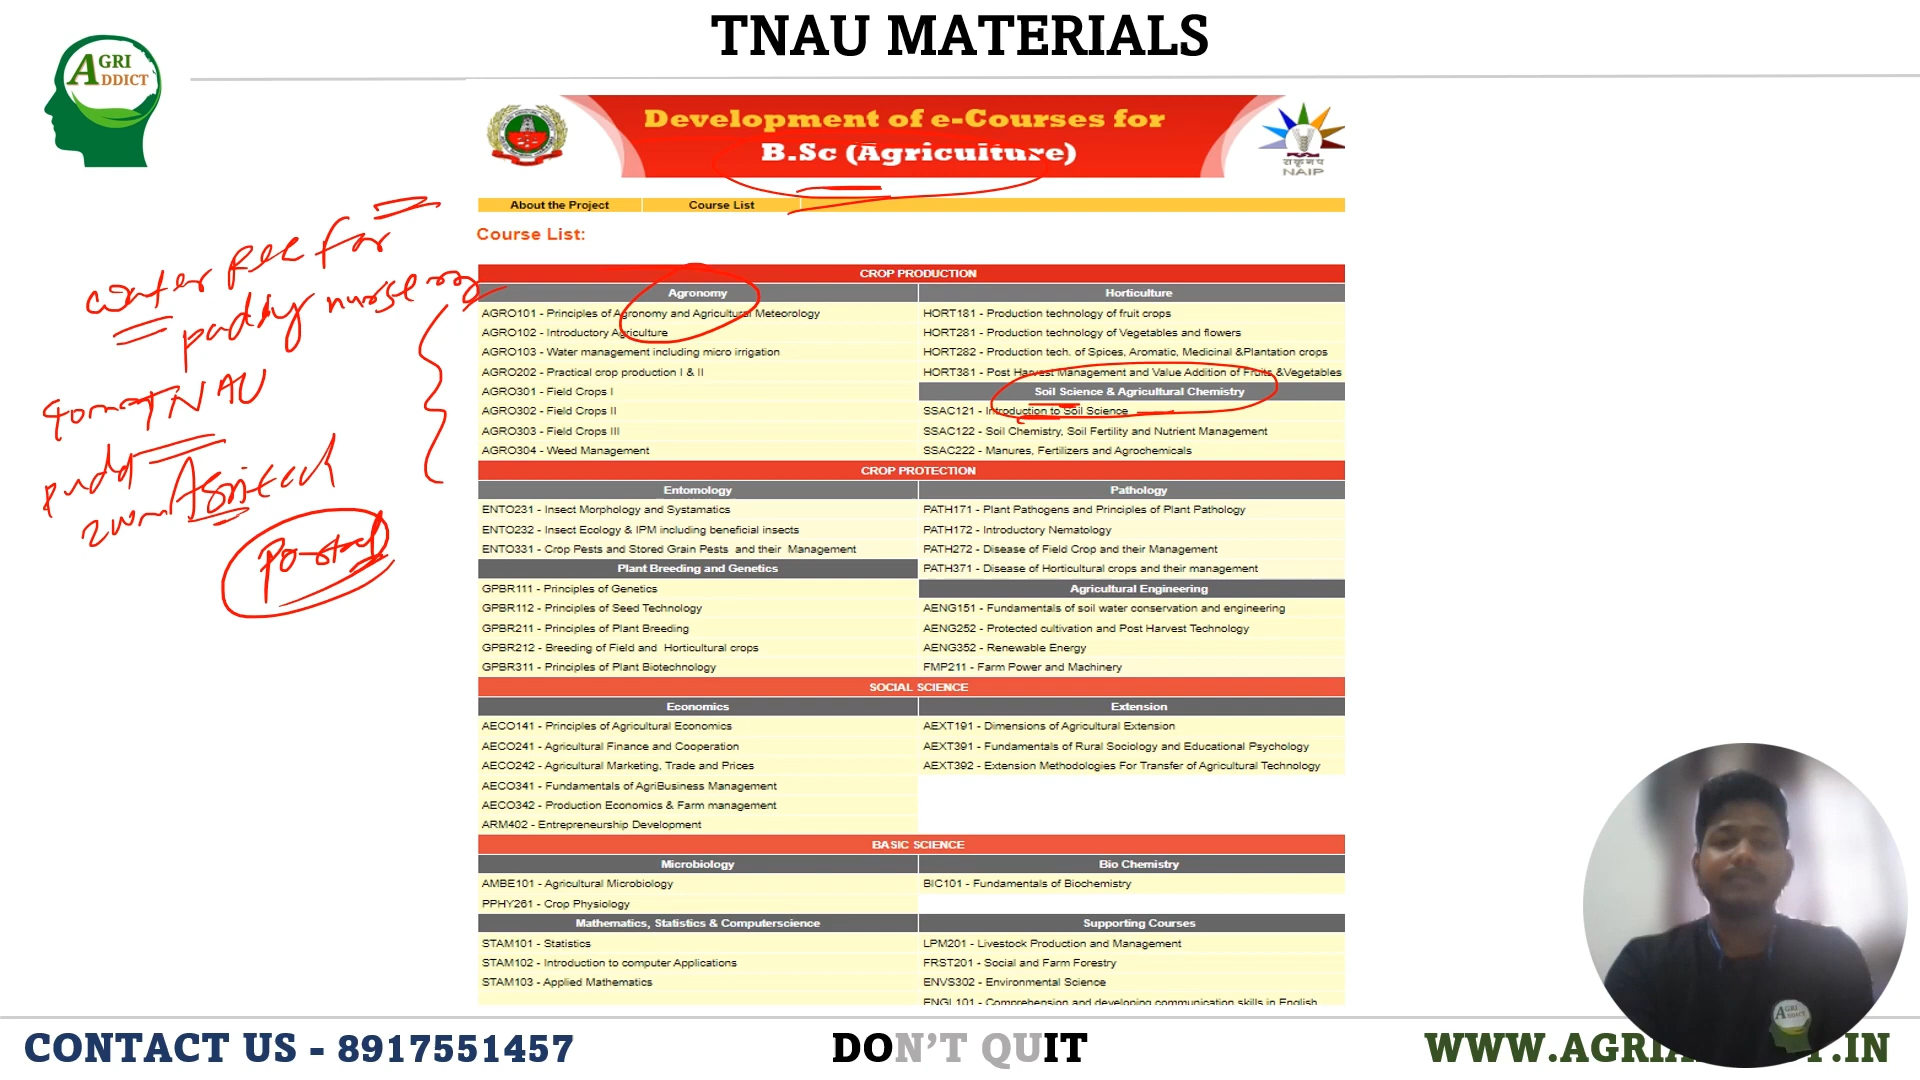 TNAU MATERIALS
AGRI
ADDICT
Development of e-Courses for
B.Sc (Agriculture)
राकृनप
NAIP
About the Project
Course List
Course List:
CROP PRODUCTION
Agronomy
AGRO101 - Principles of Agronomy and Agricultural Meteorology
AGRO102 - Introductory Agriculture
AGRO103 - Water management including micro irrigation
AGRO202 - Practical crop production I & II
AGRO301 - Field Crops I
AGRO302 - Field Crops II
AGRO303 - Field Crops III
AGRO304 - Weed Management
Horticulture
HORT181 - Production technology of fruit crops
HORT281 - Production technology of Vegetables and flowers
HORT282 - Production tech. of Spices, Aromatic, Medicinal &Plantation crops
HORT381 - Post Harvest Management and Value Addition of Fruits &Vegetables
Soil Science & Agricultural Chemistry
SSAC121 - Introduction to Soil Science
SSAC122 - Soil Chemistry, Soil Fertility and Nutrient Management
SSAC222 - Manures, Fertilizers and Agrochemicals
CROP PROTECTION
Entomology
ENTO231 - Insect Morphology and Systamatics
ENTO232 - Insect Ecology & IPM including beneficial insects
ENTO331 - Crop Pests and Stored Grain Pests and their Management
Plant Breeding and Genetics
GPBR111 - Principles of Genetics
GPBR112 - Principles of Seed Technology
GPBR211 - Principles of Plant Breeding
GPBR212 - Breeding of Field and Horticultural crops
GPBR311 - Principles of Plant Biotechnology
Pathology
PATH171 - Plant Pathogens and Principles of Plant Pathology
PATH172 - Introductory Nematology
PATH272 - Disease of Field Crop and their Management
PATH371 - Disease of Horticultural crops and their management
Agricultural Engineering
AENG151 - Fundamentals of soil water conservation and engineering
AENG252 - Protected cultivation and Post Harvest Technology
AENG352 - Renewable Energy
FMP211 - Farm Power and Machinery
SOCIAL SCIENCE
Economics
AECO141 - Principles of Agricultural Economics
AECO241 - Agricultural Finance and Cooperation
AECO242 - Agricultural Marketing, Trade and Prices
AECO341 - Fundamentals of AgriBusiness Management
AECO342 - Production Economics & Farm management
ARM402 - Entrepreneurship Development
Extension
AEXT191 - Dimensions of Agricultural Extension
AEXT391 - Fundamentals of Rural Sociology and Educational Psychology
AEXT392 - Extension Methodologies For Transfer of Agricultural Technology
BASIC SCIENCE
Microbiology
AMBE101 - Agricultural Microbiology
PPHY261 - Crop Physiology
Bio Chemistry
BIC101 - Fundamentals of Biochemistry
Mathematics, Statistics & Computerscience
STAM101 - Statistics
STAM102 - Introduction to computer Applications
STAM103 - Applied Mathematics
Supporting Courses
LPM201 - Livestock Production and Management
FRST201 - Social and Farm Forestry
ENVS302 - Environmental Science
ENGL101 - Comprehension and developing communication skills in English
water for
paddy nursery
40mm TNAU
Agritech
Portal
AGRI
ADDICT
CONTACT US - 8917551457
DON'T QUIT